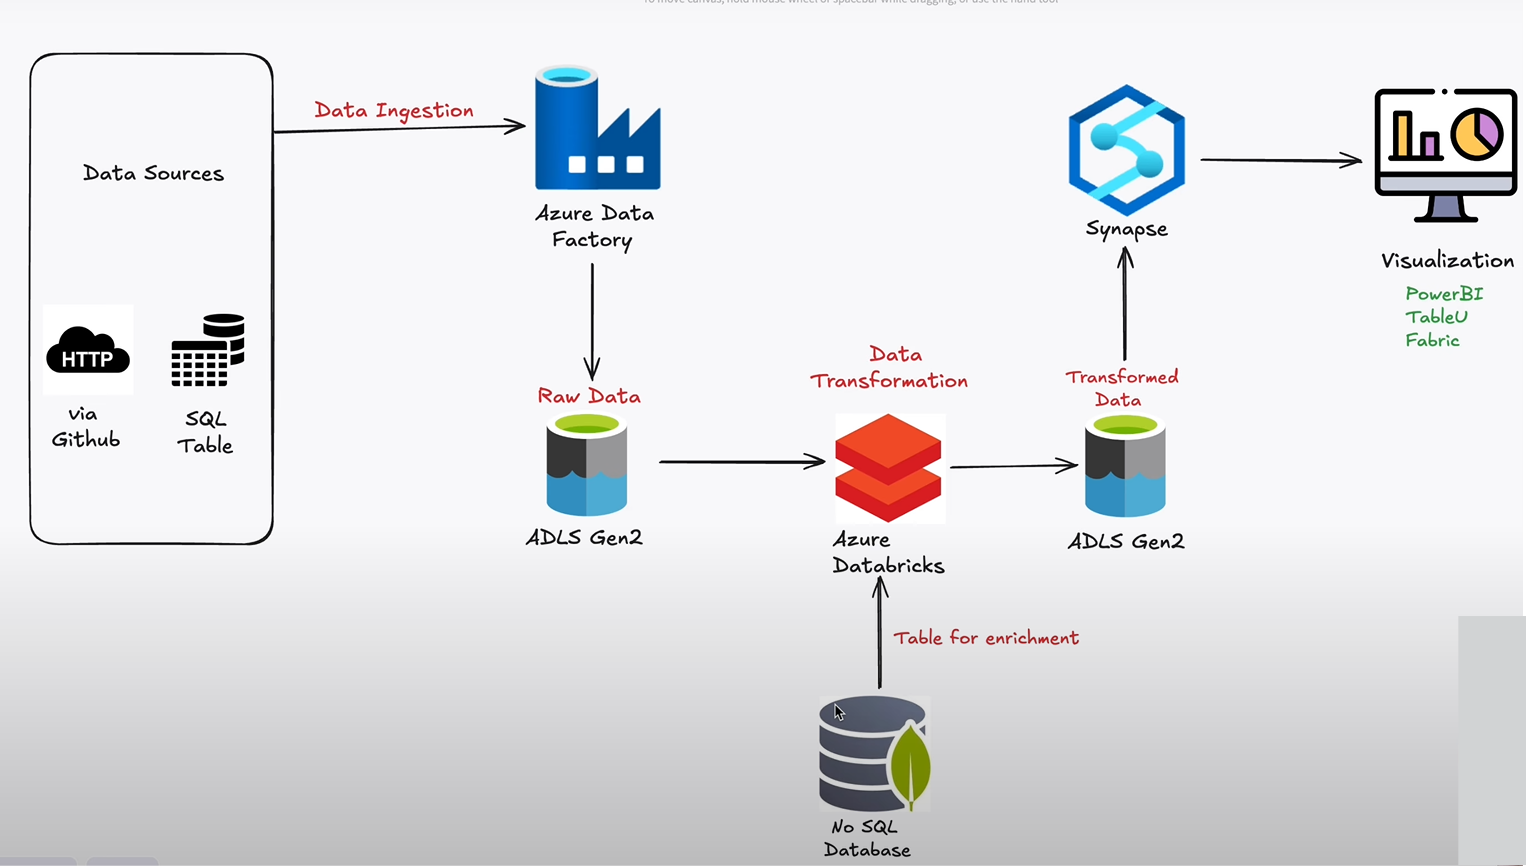 To move canvas, hold mouse wheel or spacebar while dragging, or use the hand tool
Data Sources
HTTP
via
Github
SQL
Table
Data Ingestion
Azure Data
Factory
Raw Data
ADLS Gen2
Data
Transformation
Azure
Databricks
Table for enrichment
No SQL
Database
Transformed
Data
ADLS Gen2
Synapse
Visualization
PowerBI
TableU
Fabric